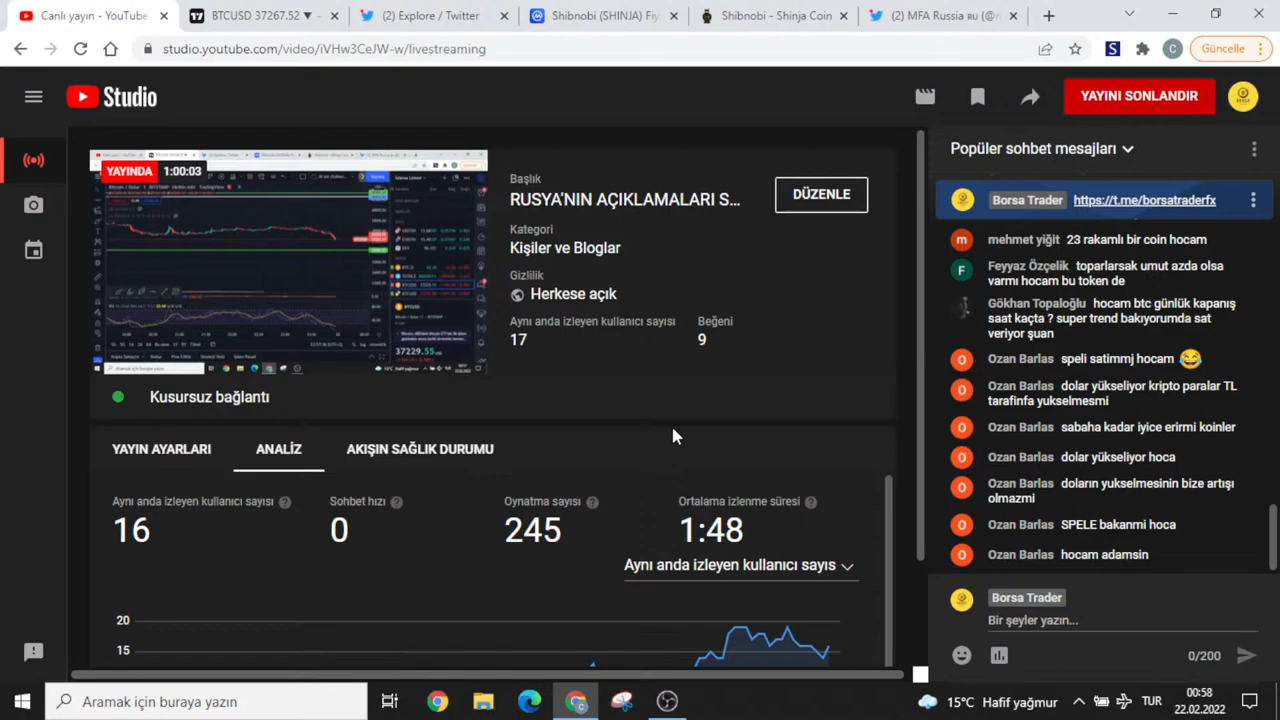 Canlı yayın - YouTube
BTCUSD 37267.52 ▼
(2) Explore / Twitter
Shibnobi (SHINJA) Fiy
Shibnobi - Shinja Coin
(2) MFA Russia
studio.youtube.com/video/iVHw3CeJW-w/livestreaming
S
C
Güncelle
Studio
YAYINI SONLANDIR
YAYINDA 1:00:03
37229.55
Başlık
RUSYA'NIN AÇIKLAMALARI S...
DÜZENLE
Kategori
Kişiler ve Bloglar
Gizlilik
Herkese açık
Aynı anda izleyen kullanıcı sayısı
Beğeni
17
9
Kusursuz bağlantı
YAYIN AYARLARI
ANALİZ
AKIŞIN SAĞLIK DURUMU
Aynı anda izleyen kullanıcı sayısı
Sohbet hızı
Oynatma sayısı
Ortalama izlenme süresi
16
0
245
1:48
Aynı anda izleyen kullanıcı sayıs
20
15
Popüler sohbet mesajları
Borsa Trader https://t.me/borsatraderfx
m mehmet yiğit 23 rakamlı bir coin hocam
F Feyyaz Özçelik toparlarsak umut azda olsa
varmı hocam bu token de
Gökhan Topaloğlu Hocam btc günlük kapanış
saat kaçta ? super trend bakıyorumda sat
veriyor şuan
O Ozan Barlas speli satimmj hocam 😂
O Ozan Barlas dolar yükseliyor kripto paralar TL
tarafinfa yukselmesmi
O Ozan Barlas sabaha kadar iyice erirmi koinler
O Ozan Barlas dolar yükseliyor hoca
O Ozan Barlas doların yukselmesinin bize artışı
olmazmi
O Ozan Barlas SPELE bakanmi hoca
O Ozan Barlas hocam adamsin
Borsa Trader
Bir şeyler yazın...
0/200
Aramak için buraya yazın
15°C Hafif yağmur
TUR
00:58
22.02.2022